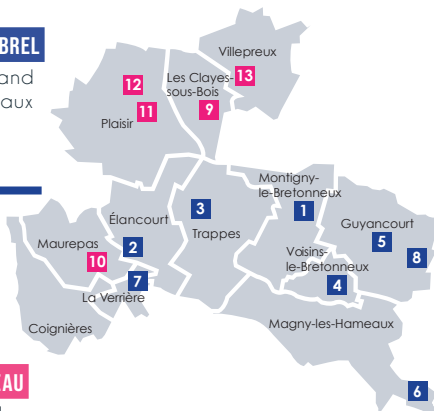 BREL
and
aux
Villepreux
13
Les Clayes-
sous-Bois
12
9
11
Plaisir
Montigny-
le-Bretonneux
1
Élancourt
3
Trappes
Guyancourt
5
Maurepas
2
8
Voisins-
le-Bretonneux
10
7
4
La Verrière
Coignières
Magny-les-Hameaux
EAU
6